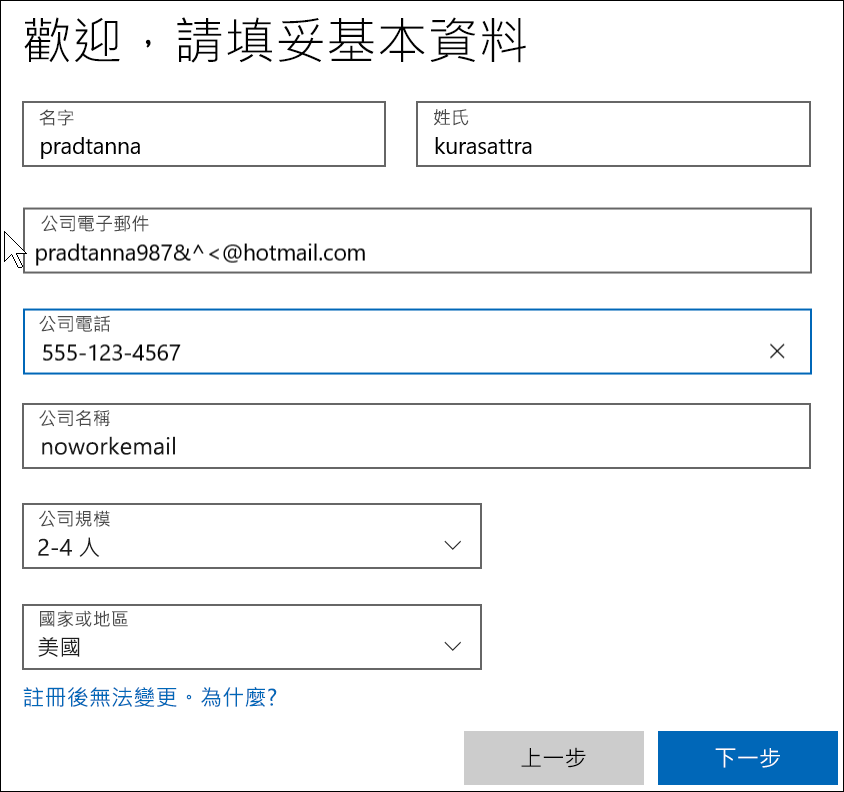 歡迎，請填妥基本資料
名字
pradtanna
姓氏
kurasattra
公司電子郵件
pradtanna987&^<@hotmail.com
公司電話
555-123-4567
公司名稱
noworkemail
公司規模
2-4 人
國家或地區
美國
註冊後無法變更。為什麼?
上一步
下一步